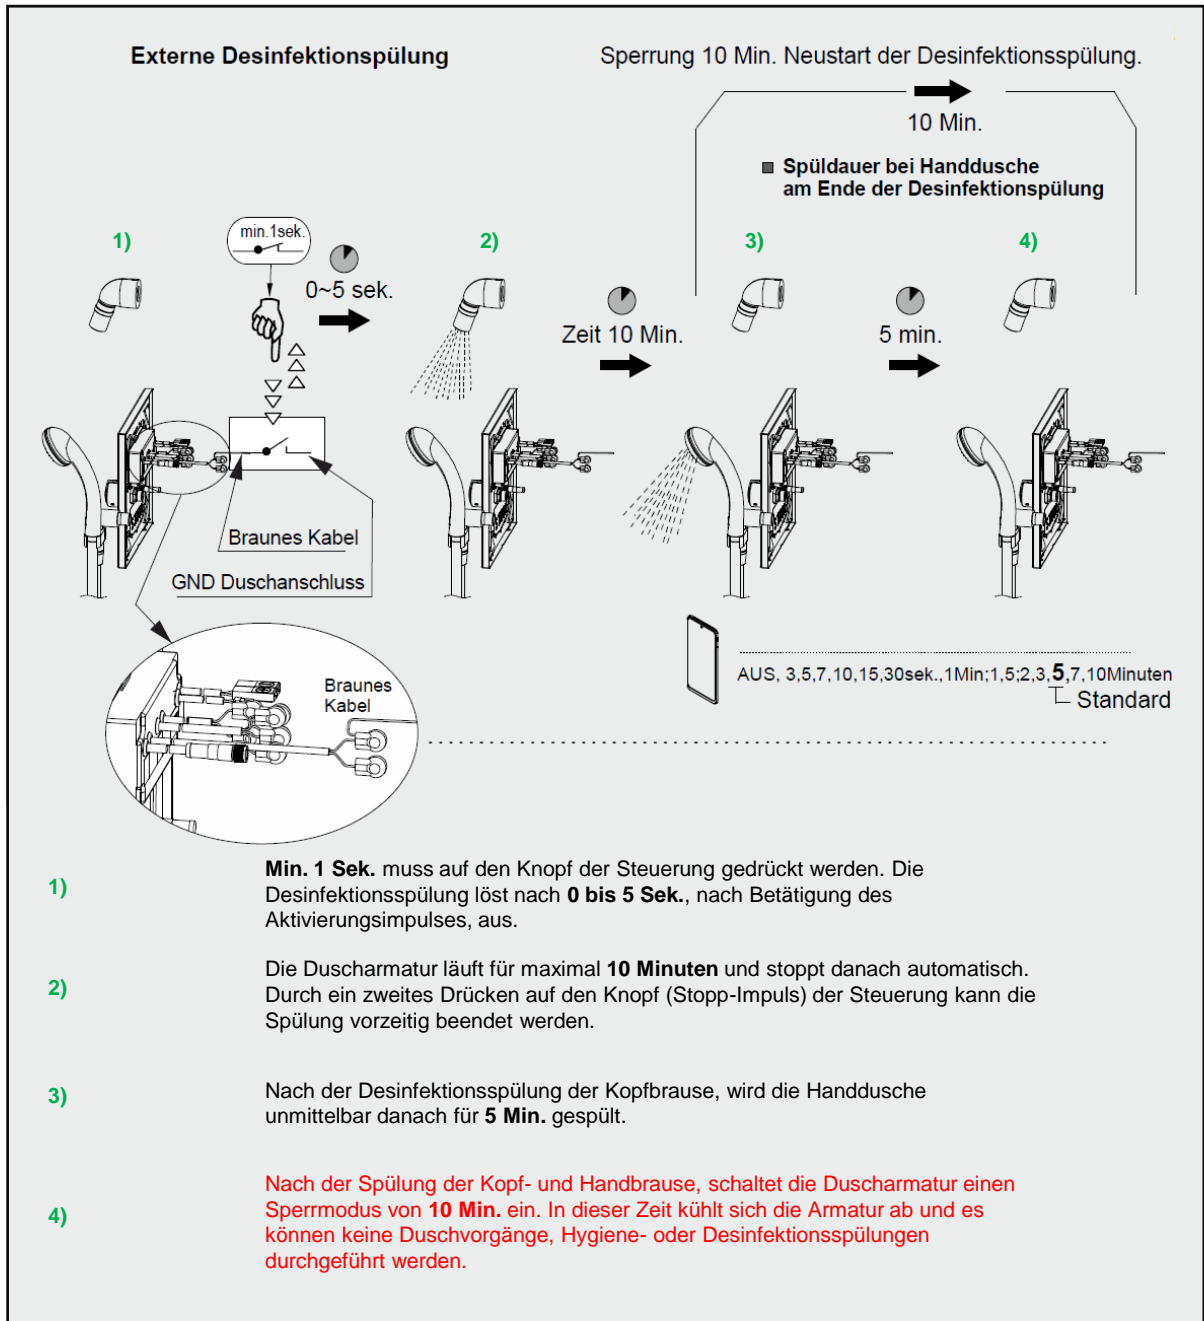 Externe Desinfektionspülung
Sperrung 10 Min. Neustart der Desinfektionsspülung.
10 Min.
Spüldauer bei Handdusche
am Ende der Desinfektionspülung
1)
min.1sek.
0~5 sek.
2)
Zeit 10 Min.
3)
5 min.
4)
Braunes Kabel
GND Duschanschluss
Braunes
Kabel
AUS, 3,5,7,10,15,30sek.,1Min;1,5;2,3,5,7,10Minuten
Standard
1)
Min. 1 Sek. muss auf den Knopf der Steuerung gedrückt werden. Die
Desinfektionsspülung löst nach 0 bis 5 Sek., nach Betätigung des
Aktivierungsimpulses, aus.
2)
Die Duscharmatur läuft für maximal 10 Minuten und stoppt danach automatisch.
Durch ein zweites Drücken auf den Knopf (Stopp-Impuls) der Steuerung kann die
Spülung vorzeitig beendet werden.
3)
Nach der Desinfektionsspülung der Kopfbrause, wird die Handdusche
unmittelbar danach für 5 Min. gespült.
4)
Nach der Spülung der Kopf- und Handbrause, schaltet die Duscharmatur einen
Sperrmodus von 10 Min. ein. In dieser Zeit kühlt sich die Armatur ab und es
können keine Duschvorgänge, Hygiene- oder Desinfektionsspülungen
durchgeführt werden.